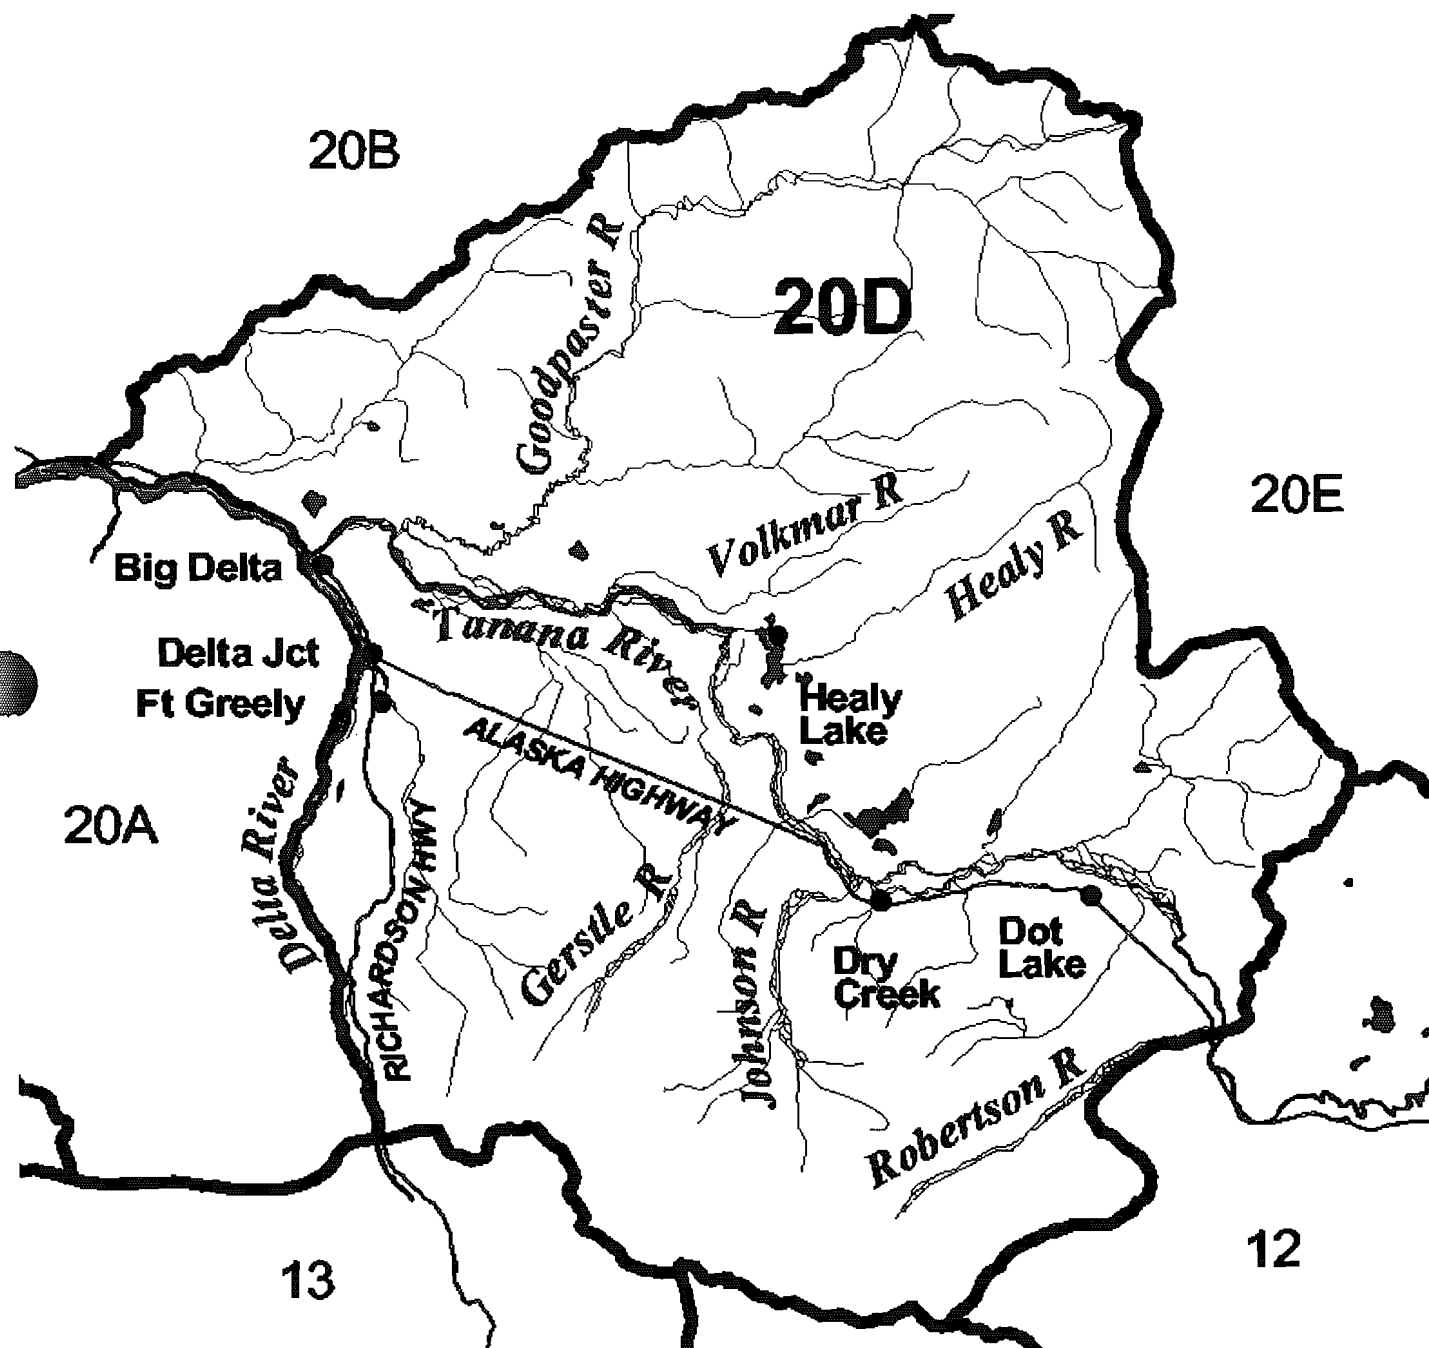 20B
Goodpaster R
20D
20E
Volkmar R
Healy R
Big Delta
Tanana River
Delta Jct
Ft Greely
Healy
Lake
ALASKA HIGHWAY
20A
Delta River
RICHARDSON HWY
Gerstle R
Johnson R
Dry
Creek
Dot
Lake
Robertson R
13
12